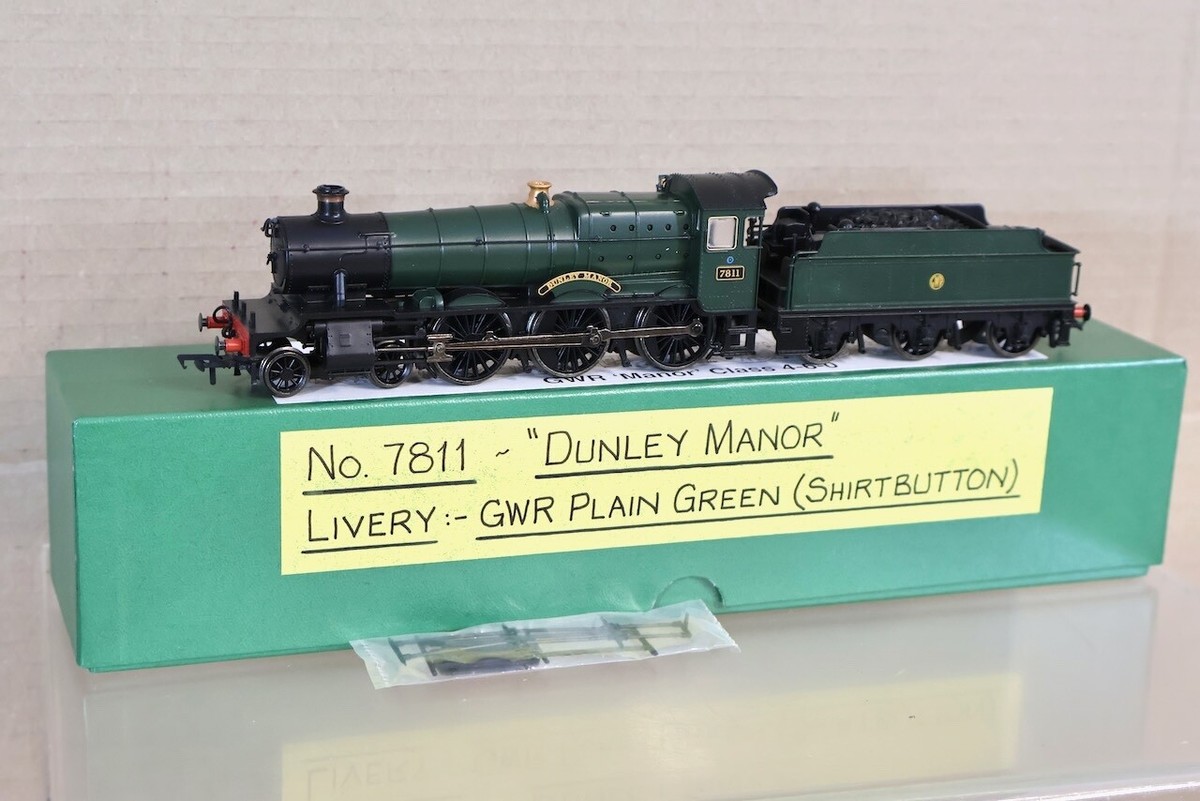 DUNLEY MANOR
7811
GWR 'Manor' Class 4-6-0
No. 7811 ~ "DUNLEY MANOR"
LIVERY :- GWR PLAIN GREEN (SHIRTBUTTON)